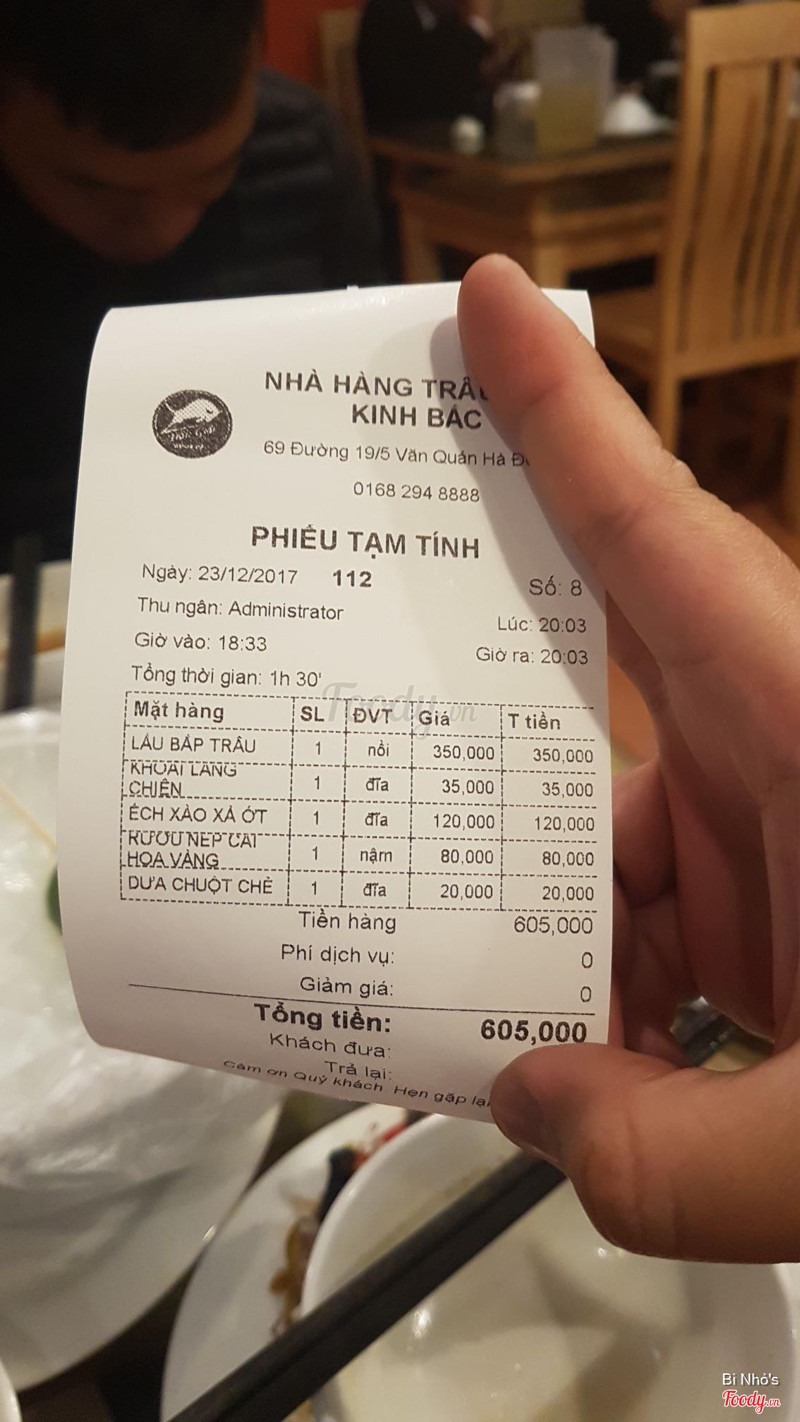 NHÀ HÀNG
KINH BẮC
69 Đường 19/5 Văn Quán Hà
0168 294 8888
PHIẾU TẠM TÍNH
Ngày: 23/12/2017 112 Số: 8
Thu ngân: Administrator Lúc: 20:03
Giờ vào: 18:33 Giờ ra: 20:03
Tổng thời gian: 1h 30'
Foody.vn
Mặt hàng SL ĐVT Giá T tiền
LẨU BẮP TRÂU 1 nồi 350,000 350,000
KHOAI LANG
CHIÊN 1 đĩa 35,000 35,000
ẾCH XÀO XẢ ỚT 1 đĩa 120,000 120,000
RƯỢU NẾP CÁI
HOA VÀNG 1 nậm 80,000 80,000
DƯA CHUỘT CHẺ 1 đĩa 20,000 20,000
Tiền hàng 605,000
Phí dịch vụ: 0
Giảm giá: 0
Tổng tiền: 605,000
Khách đưa:
Trả lại:
Cảm ơn Quý khách. Hẹn gặp lại
Bi Nhỏ's
Foody.vn